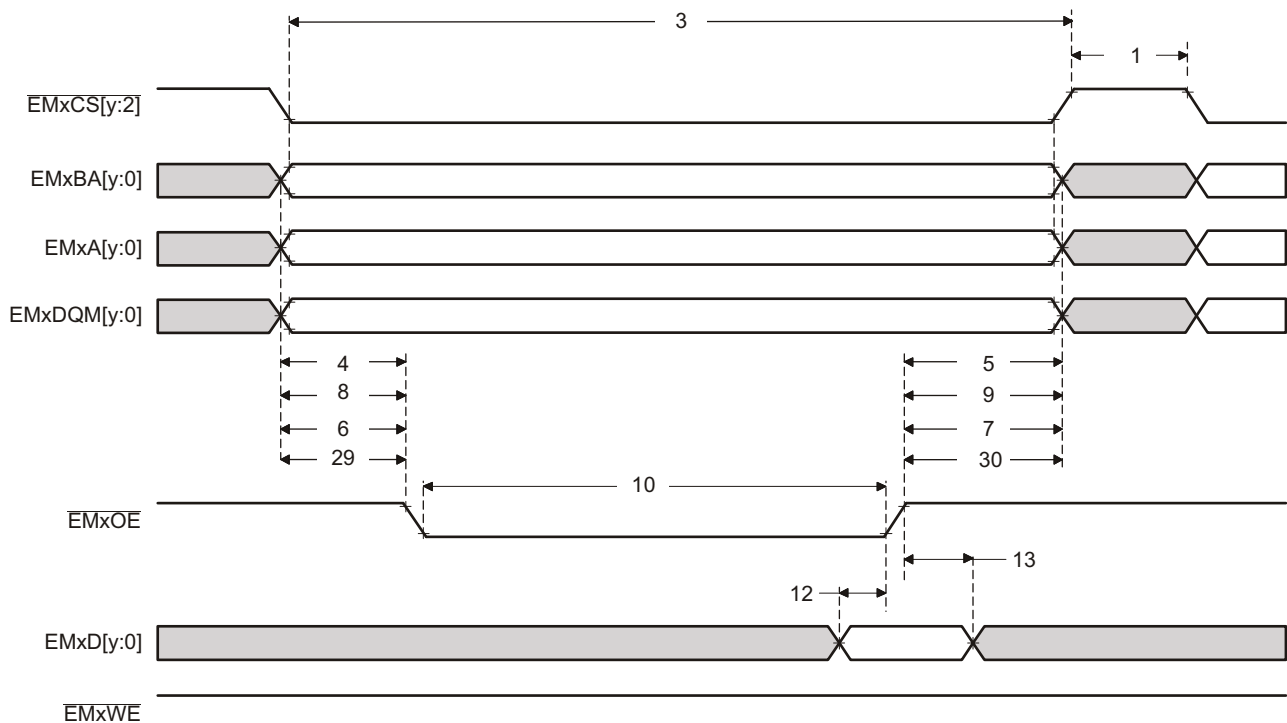 3
1
EMxCS[y:2]
EMxBA[y:0]
EMxA[y:0]
EMxDQM[y:0]
4 5
8 9
6 7
29 30
10
EMxOE
13
12
EMxD[y:0]
EMxWE